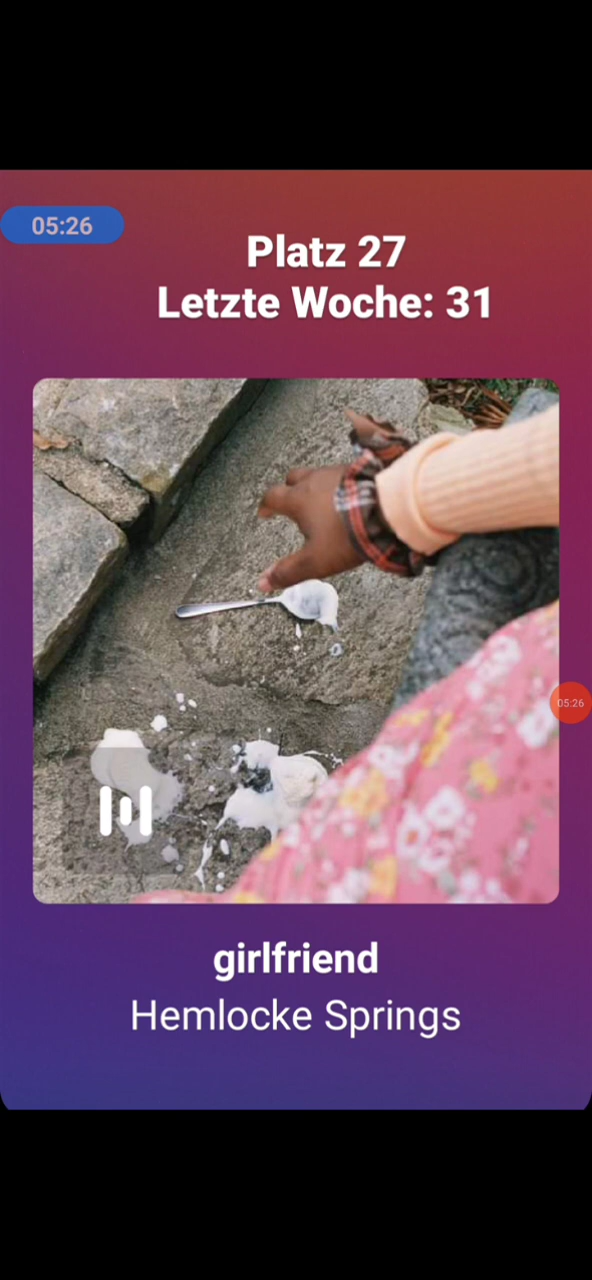 05:26
Platz 27
Letzte Woche: 31
05:26
girlfriend
Hemlocke Springs